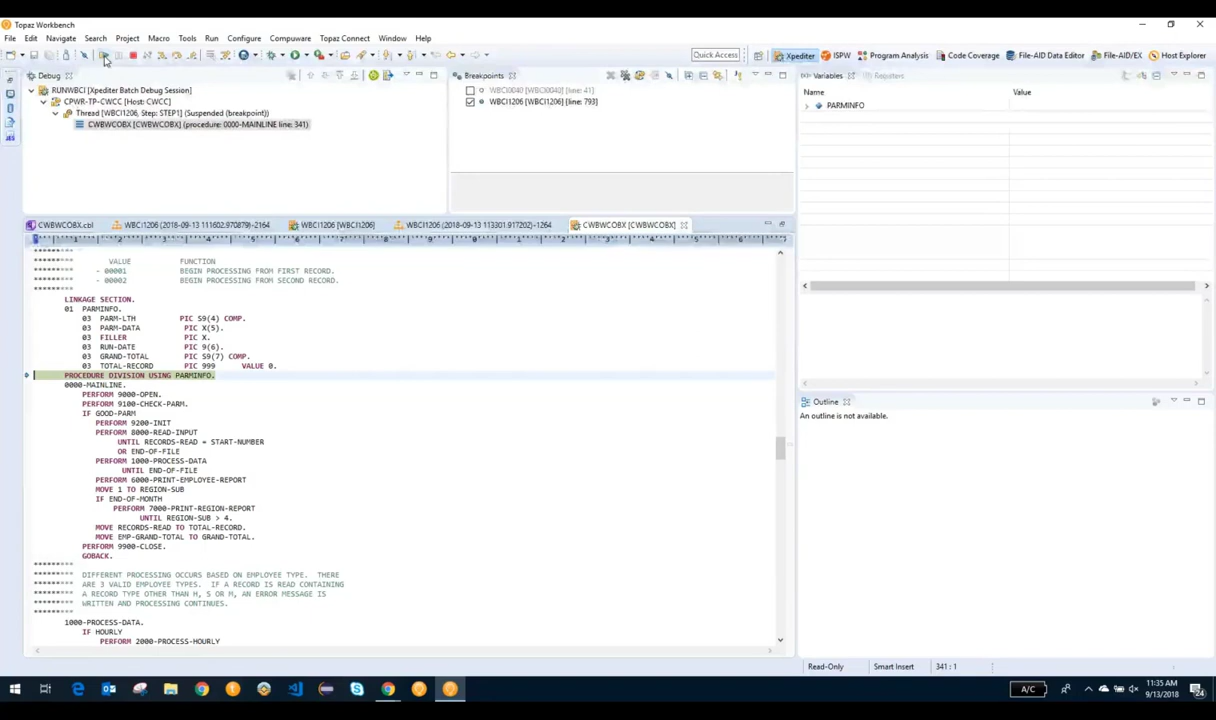 Topaz Workbench
File Edit Navigate Search Project Macro Tools Run Configure Compuware Topaz Connect Window Help
Quick Access
Xpediter ISPW Program Analysis Code Coverage File-AID Data Editor File-AID/EX Host Explorer
Debug
RUNWBCI [Xpediter Batch Debug Session]
CPWR-TP-CWCC [Host: CWCC]
Thread [WBCI1206, Step: STEP1] (Suspended (breakpoint))
CWBWCOBX [CWBWCOBX] (procedure: 0000-MAINLINE line: 341)
Breakpoints
WBCI0040 [WBCI0040] [line: 41]
WBCI1206 [WBCI1206] [line: 793]
Variables Registers
Name Value
PARMINFO
CWBWCOBX.cbl WBCI1206 (2018-09-13 111602.970879)-2164 WBCI1206 [WBCI1206] WBCI1206 (2018-09-13 113301.917202)-1264 CWBWCOBX [CWBWCOBX]
VALUE FUNCTION
- 00001 BEGIN PROCESSING FROM FIRST RECORD.
- 00002 BEGIN PROCESSING FROM SECOND RECORD.
LINKAGE SECTION.
01 PARMINFO.
03 PARM-LTH PIC S9(4) COMP.
03 PARM-DATA PIC X(5).
03 FILLER PIC X.
03 RUN-DATE PIC 9(6).
03 GRAND-TOTAL PIC S9(7) COMP.
03 TOTAL-RECORD PIC 999 VALUE 0.
PROCEDURE DIVISION USING PARMINFO.
0000-MAINLINE.
PERFORM 9000-OPEN.
PERFORM 9100-CHECK-PARM.
IF GOOD-PARM
PERFORM 9200-INIT
PERFORM 8000-READ-INPUT
UNTIL RECORDS-READ = START-NUMBER
OR END-OF-FILE
PERFORM 1000-PROCESS-DATA
UNTIL END-OF-FILE
PERFORM 6000-PRINT-EMPLOYEE-REPORT
MOVE 1 TO REGION-SUB
IF END-OF-MONTH
PERFORM 7000-PRINT-REGION-REPORT
UNTIL REGION-SUB > 4.
MOVE RECORDS-READ TO TOTAL-RECORD.
MOVE EMP-GRAND-TOTAL TO GRAND-TOTAL.
PERFORM 9900-CLOSE.
GOBACK.
DIFFERENT PROCESSING OCCURS BASED ON EMPLOYEE TYPE. THERE
ARE 3 VALID EMPLOYEE TYPES. IF A RECORD IS READ CONTAINING
A RECORD TYPE OTHER THAN H, S OR M, AN ERROR MESSAGE IS
WRITTEN AND PROCESSING CONTINUES.
1000-PROCESS-DATA.
IF HOURLY
PERFORM 2000-PROCESS-HOURLY
Outline
An outline is not available.
Read-Only Smart Insert 341 : 1
A/C
11:35 AM
9/13/2018
24